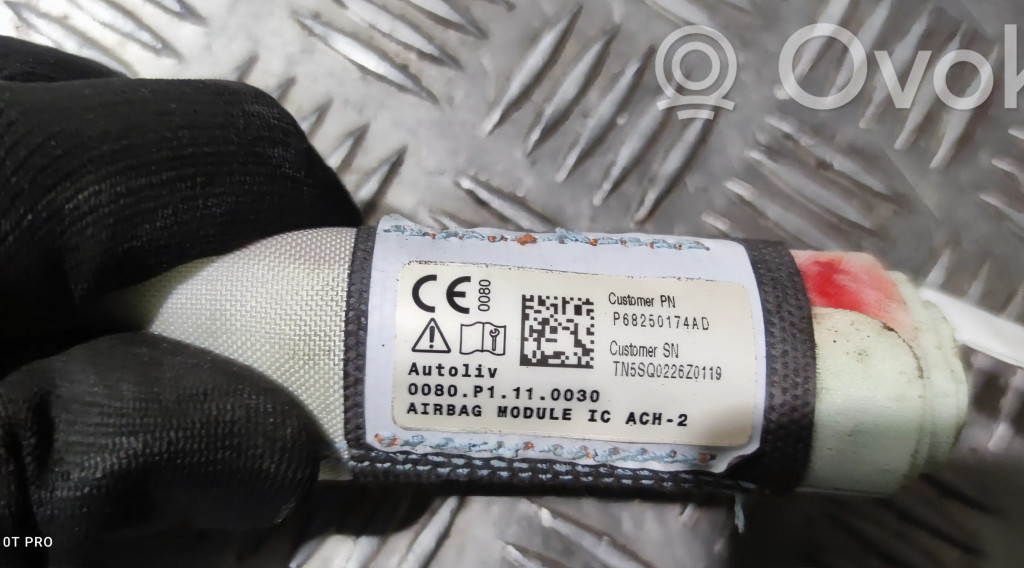 Ovok
CE 0080
Customer PN
P68250174AD
Customer SN
TN5SQ0226Z0119
Autoliv
0080.P1.11.0030
AIRBAG MODULE IC ACH-2
0T PRO